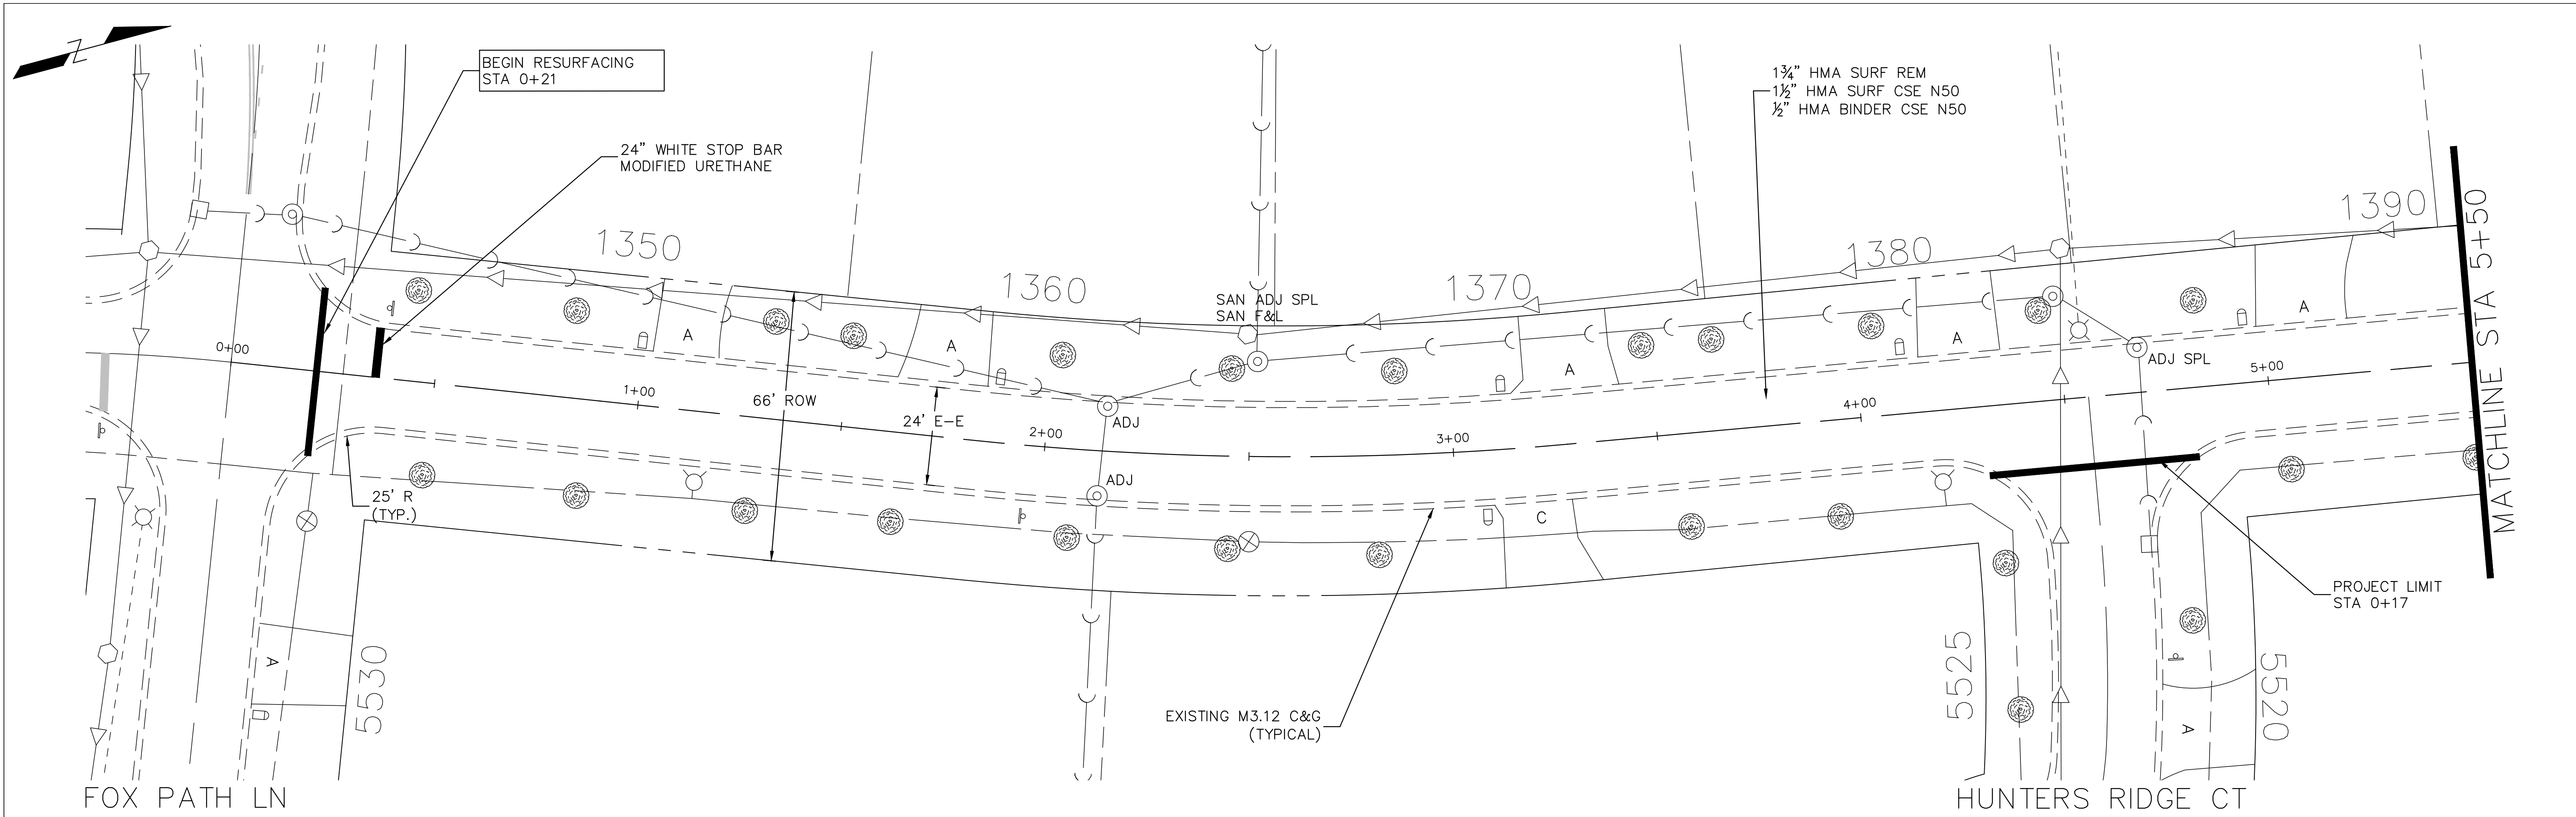 N
BEGIN RESURFACING
STA 0+21
24" WHITE STOP BAR
MODIFIED URETHANE
1¾" HMA SURF REM
1½" HMA SURF CSE N50
½" HMA BINDER CSE N50
1350
1360
1370
1380
1390
SAN ADJ SPL
SAN F&L
A
A
A
A
A
0+00
1+00
2+00
3+00
4+00
5+00
66' ROW
24' E-E
ADJ
ADJ
ADJ SPL
MATCHLINE STA 5+50
25' R
(TYP.)
C
PROJECT LIMIT
STA 0+17
EXISTING M3.12 C&G
(TYPICAL)
A
5530
5525
5520
A
FOX PATH LN
HUNTERS RIDGE CT